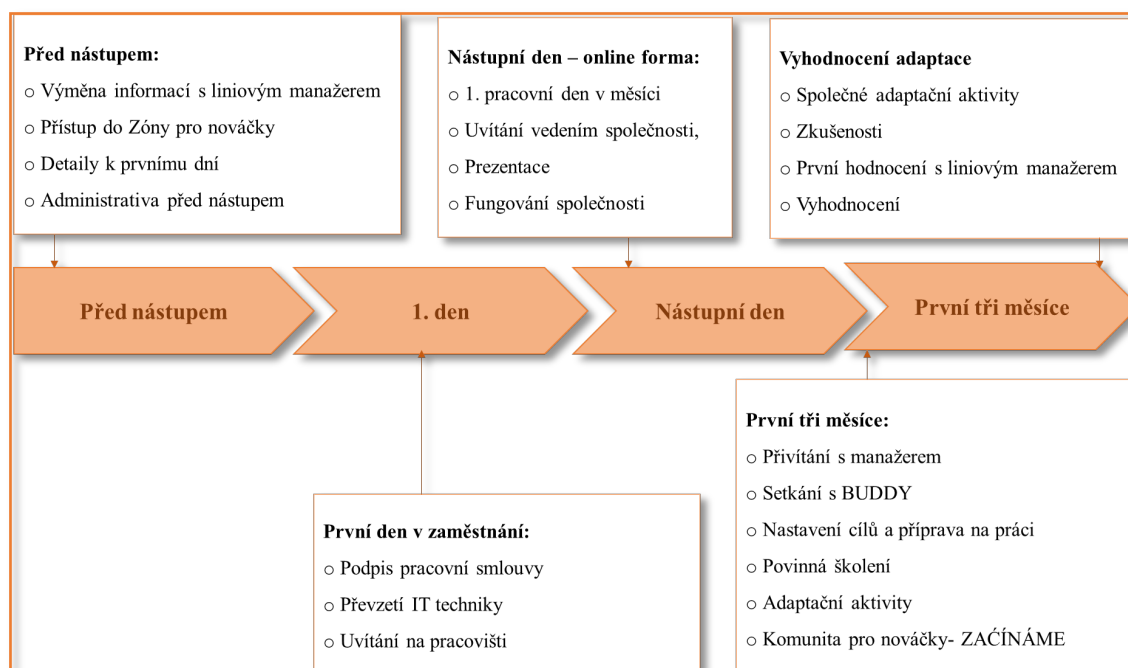 Před nástupem:
o Výměna informací s liniovým manažerem
o Přístup do Zóny pro nováčky
o Detaily k prvnímu dní
o Administrativa před nástupem
Nástupní den – online forma:
o 1. pracovní den v měsíci
o Uvítání vedením společnosti,
o Prezentace
o Fungování společnosti
Vyhodnocení adaptace
o Společné adaptační aktivity
o Zkušenosti
o První hodnocení s liniovým manažerem
o Vyhodnocení
Před nástupem
1. den
Nástupní den
První tři měsíce
První den v zaměstnání:
o Podpis pracovní smlouvy
o Převzetí IT techniky
o Uvítání na pracovišti
První tři měsíce:
o Přivítání s manažerem
o Setkání s BUDDY
o Nastavení cílů a příprava na práci
o Povinná školení
o Adaptační aktivity
o Komunita pro nováčky- ZAĆÍNÁME